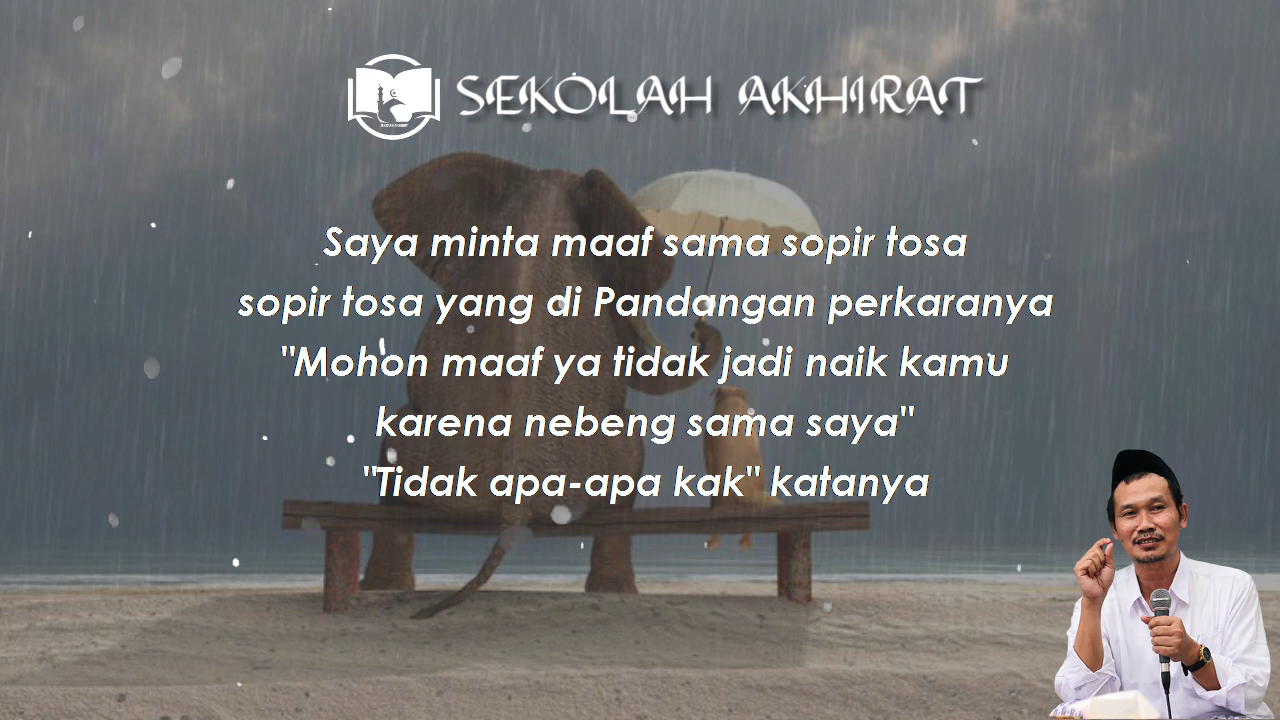 SEKOLAH AKHIRAT
Saya minta maaf sama sopir tosa
sopir tosa yang di Pandangan perkaranya
"Mohon maaf ya tidak jadi naik kamu
karena nebeng sama saya"
"Tidak apa-apa kak" katanya